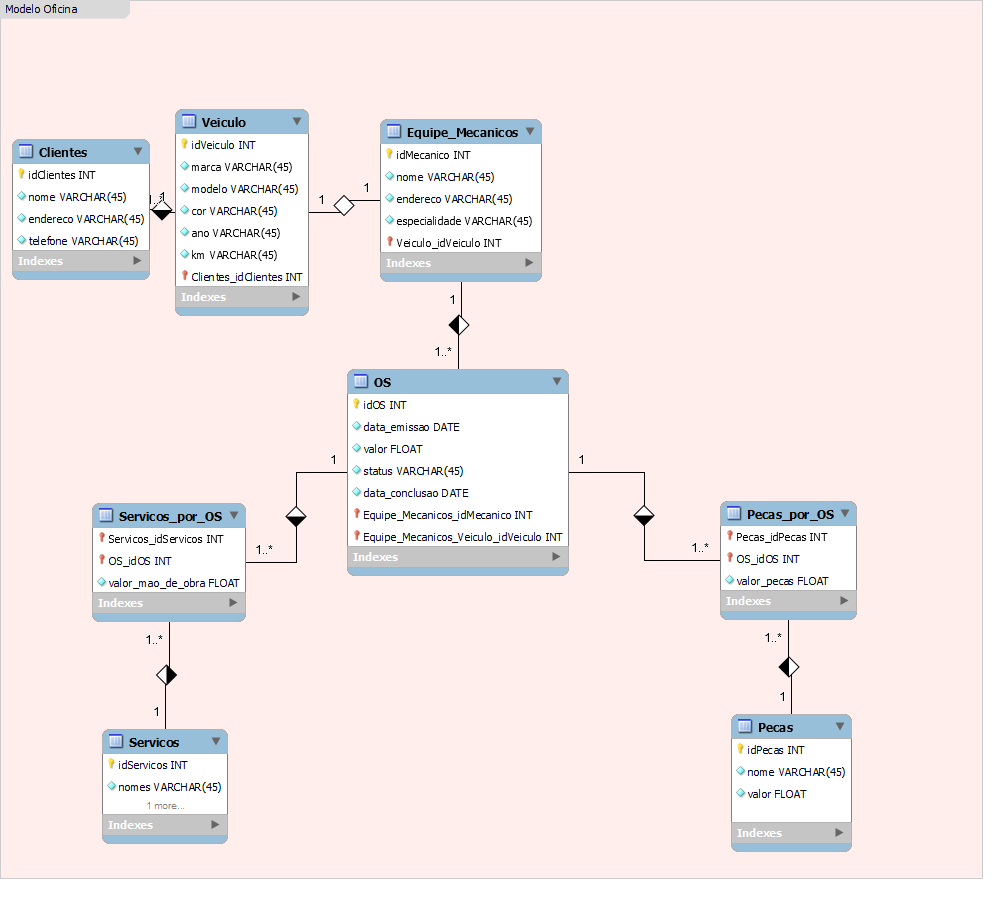 Modelo Oficina
Clientes
idClientes INT
nome VARCHAR(45)
endereco VARCHAR(45)
telefone VARCHAR(45)
Indexes
1
Veiculo
idVeiculo INT
marca VARCHAR(45)
modelo VARCHAR(45)
cor VARCHAR(45)
ano VARCHAR(45)
km VARCHAR(45)
Clientes_idClientes INT
Indexes
1
1
Equipe_Mecanicos
idMecanico INT
nome VARCHAR(45)
endereco VARCHAR(45)
especialidade VARCHAR(45)
Veiculo_idVeiculo INT
Indexes
1
1..*
OS
idOS INT
data_emissao DATE
valor FLOAT
status VARCHAR(45)
data_conclusao DATE
Equipe_Mecanicos_idMecanico INT
Equipe_Mecanicos_Veiculo_idVeiculo INT
Indexes
1
1..*
1
1..*
Servicos_por_OS
Servicos_idServicos INT
OS_idOS INT
valor_mao_de_obra FLOAT
Indexes
1..*
1
Servicos
idServicos INT
nomes VARCHAR(45)
1 more...
Indexes
Pecas_por_OS
Pecas_idPecas INT
OS_idOS INT
valor_pecas FLOAT
Indexes
1..*
1
Pecas
idPecas INT
nome VARCHAR(45)
valor FLOAT
Indexes